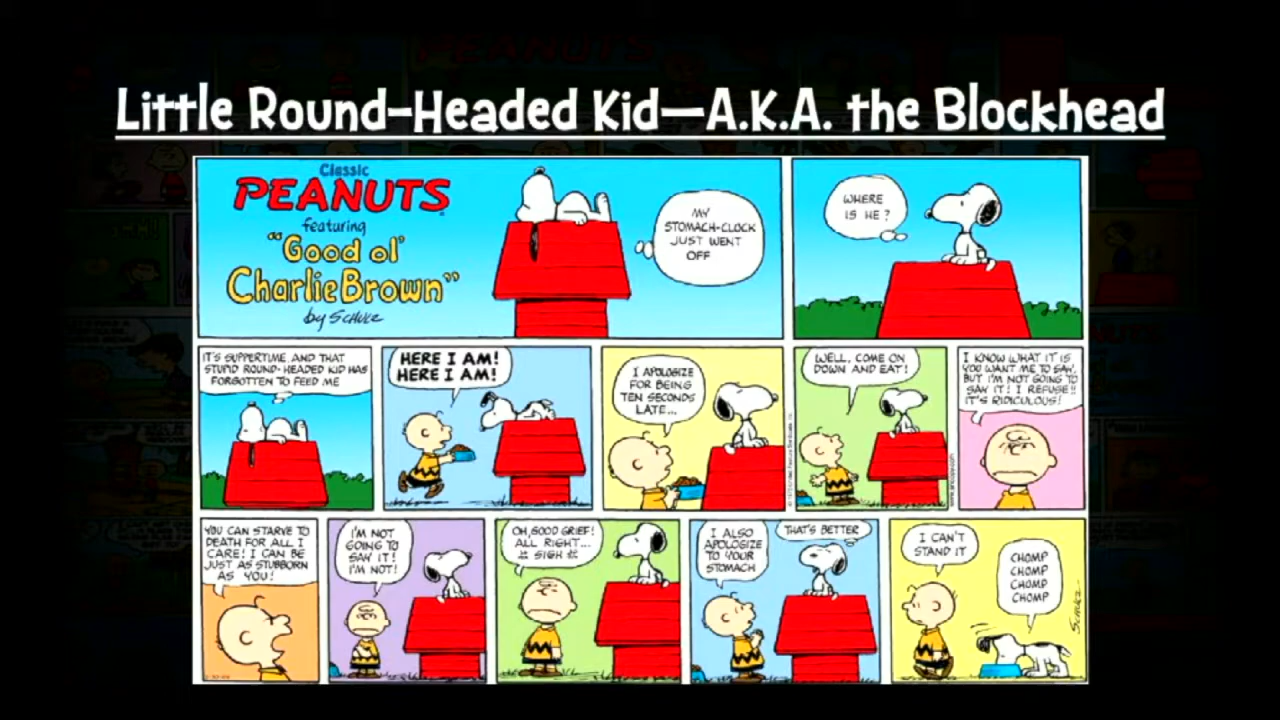 Little Round-Headed Kid—A.K.A. the Blockhead
Classic
PEANUTS
featuring
"Good ol'
Charlie Brown"
by SCHULZ
MY
STOMACH-CLOCK
JUST WENT
OFF
WHERE
IS HE?
IT'S SUPPERTIME, AND THAT
STUPID ROUND-HEADED KID HAS
FORGOTTEN TO FEED ME
HERE I AM!
HERE I AM!
I APOLOGIZE
FOR BEING
TEN SECONDS
LATE...
WELL, COME ON
DOWN AND EAT!
I KNOW WHAT IT IS
YOU WANT ME TO SAY,
BUT I'M NOT GOING TO
SAY IT! I REFUSE!!
IT'S RIDICULOUS!
YOU CAN STARVE TO
DEATH FOR ALL I
CARE! I CAN BE
JUST AS STUBBORN
AS YOU!
I'M NOT
GOING TO
SAY IT!
I'M NOT!
OH, GOOD GRIEF!
ALL RIGHT...
SIGH
I ALSO
APOLOGIZE
TO YOUR
STOMACH
THAT'S BETTER
I CAN'T
STAND IT
CHOMP
CHOMP
CHOMP
CHOMP
SCHULZ